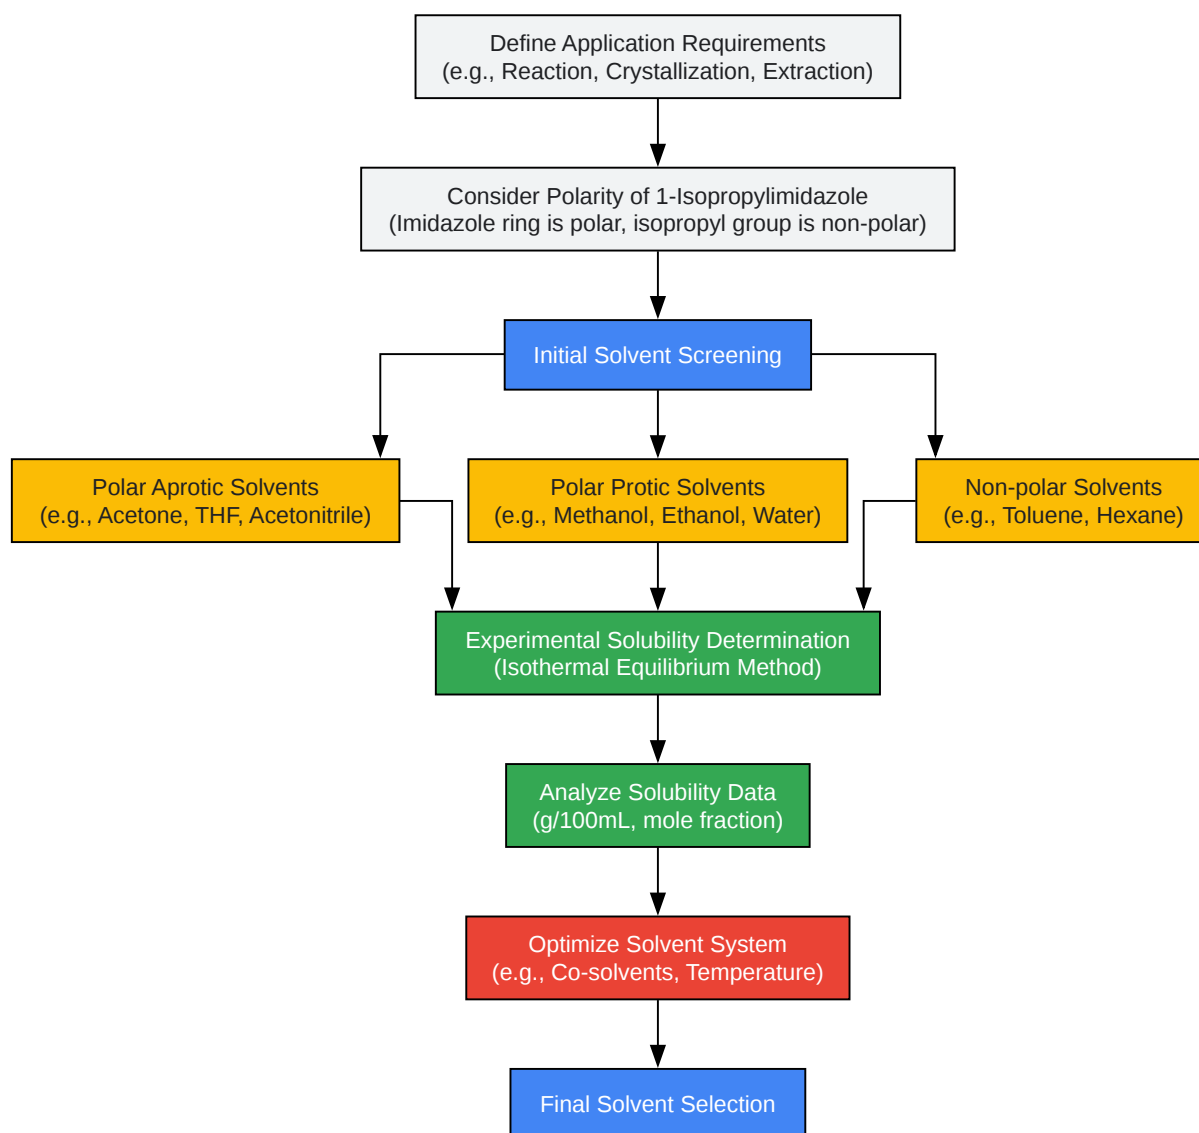 Define Application Requirements
(e.g., Reaction, Crystallization, Extraction)
Consider Polarity of 1-Isopropylimidazole
(Imidazole ring is polar, isopropyl group is non-polar)
Initial Solvent Screening
Polar Aprotic Solvents
(e.g., Acetone, THF, Acetonitrile)
Polar Protic Solvents
(e.g., Methanol, Ethanol, Water)
Non-polar Solvents
(e.g., Toluene, Hexane)
Experimental Solubility Determination
(Isothermal Equilibrium Method)
Analyze Solubility Data
(g/100mL, mole fraction)
Optimize Solvent System
(e.g., Co-solvents, Temperature)
Final Solvent Selection